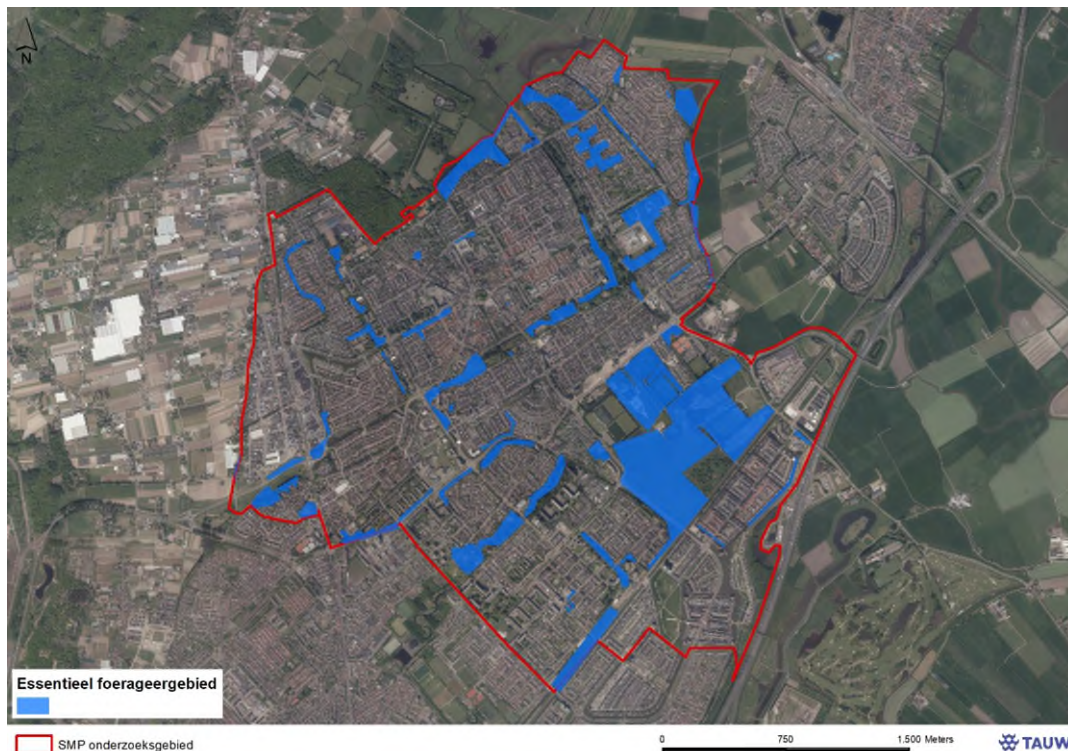 N
Essentieel foerageergebied
SMP onderzoeksgebied
0 750 1.500 Meters
TAUW